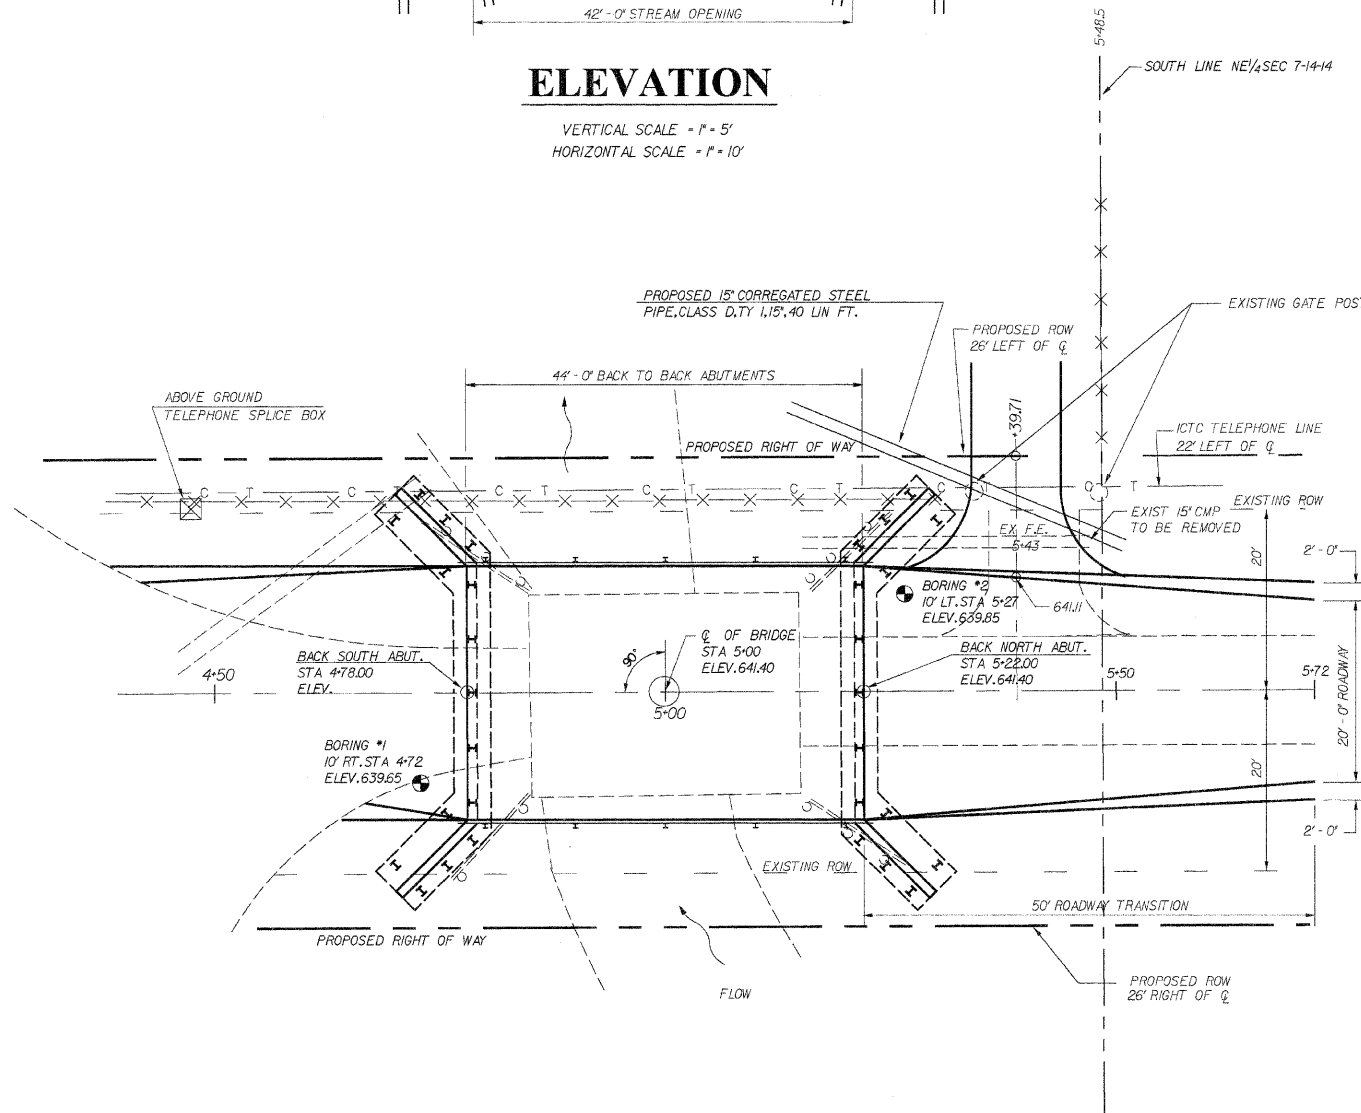 42'-0" STREAM OPENING
5+48.5
SOUTH LINE NE 1/4 SEC 7-14-14
ELEVATION
VERTICAL SCALE = 1" = 5'
HORIZONTAL SCALE = 1" = 10'
PROPOSED 15" CORREGATED STEEL
PIPE, CLASS D, TY 1, 15", 40 LIN FT.
EXISTING GATE POS
PROPOSED ROW
26' LEFT OF ℄
44'-0" BACK TO BACK ABUTMENTS
ABOVE GROUND
TELEPHONE SPLICE BOX
+39.71
ICTC TELEPHONE LINE
22' LEFT OF ℄
PROPOSED RIGHT OF WAY
C T C C T C T C C T
EXISTING ROW
EXIST 15" CMP
TO BE REMOVED
EX F.E.
5+43
20'
2'-0"
BORING #2
10' LT. STA 5+27
ELEV. 639.85
641.11
℄ OF BRIDGE
STA 5+00
ELEV. 641.40
90°
BACK SOUTH ABUT.
STA 4+78.00
ELEV.
BACK NORTH ABUT.
STA 5+22.00
ELEV. 641.40
4+50
5+00
5+50
5+72
20'-0" ROADWAY
BORING #1
10' RT. STA 4+72
ELEV. 639.65
20'
2'-0"
EXISTING ROW
50' ROADWAY TRANSITION
PROPOSED RIGHT OF WAY
FLOW
PROPOSED ROW
26' RIGHT OF ℄